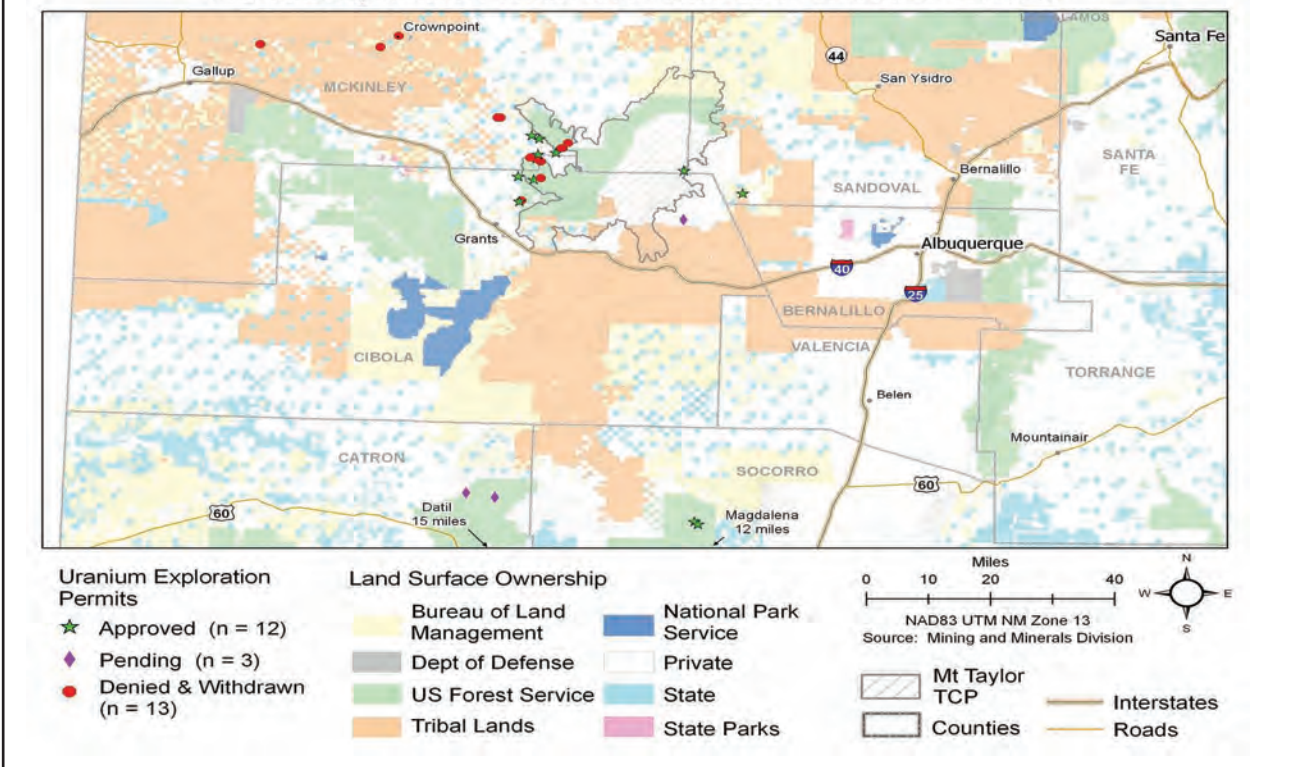 LOS ALAMOS
Crownpoint
Santa Fe
44
Gallup
San Ysidro
MCKINLEY
SANTA
FE
Bernalillo
SANDOVAL
Grants
Albuquerque
40
25
BERNALILLO
VALENCIA
CIBOLA
TORRANCE
Belen
Mountainair
CATRON
SOCORRO
60
Datil
15 miles
Magdalena
12 miles
60
Uranium Exploration
Permits
Approved (n = 12)
Pending (n = 3)
Denied & Withdrawn
(n = 13)
Land Surface Ownership
Bureau of Land
Management
Dept of Defense
US Forest Service
Tribal Lands
National Park
Service
Private
State
State Parks
Miles
0 10 20 40
NAD83 UTM NM Zone 13
Source: Mining and Minerals Division
N
W E
S
Mt Taylor
TCP
Counties
Interstates
Roads